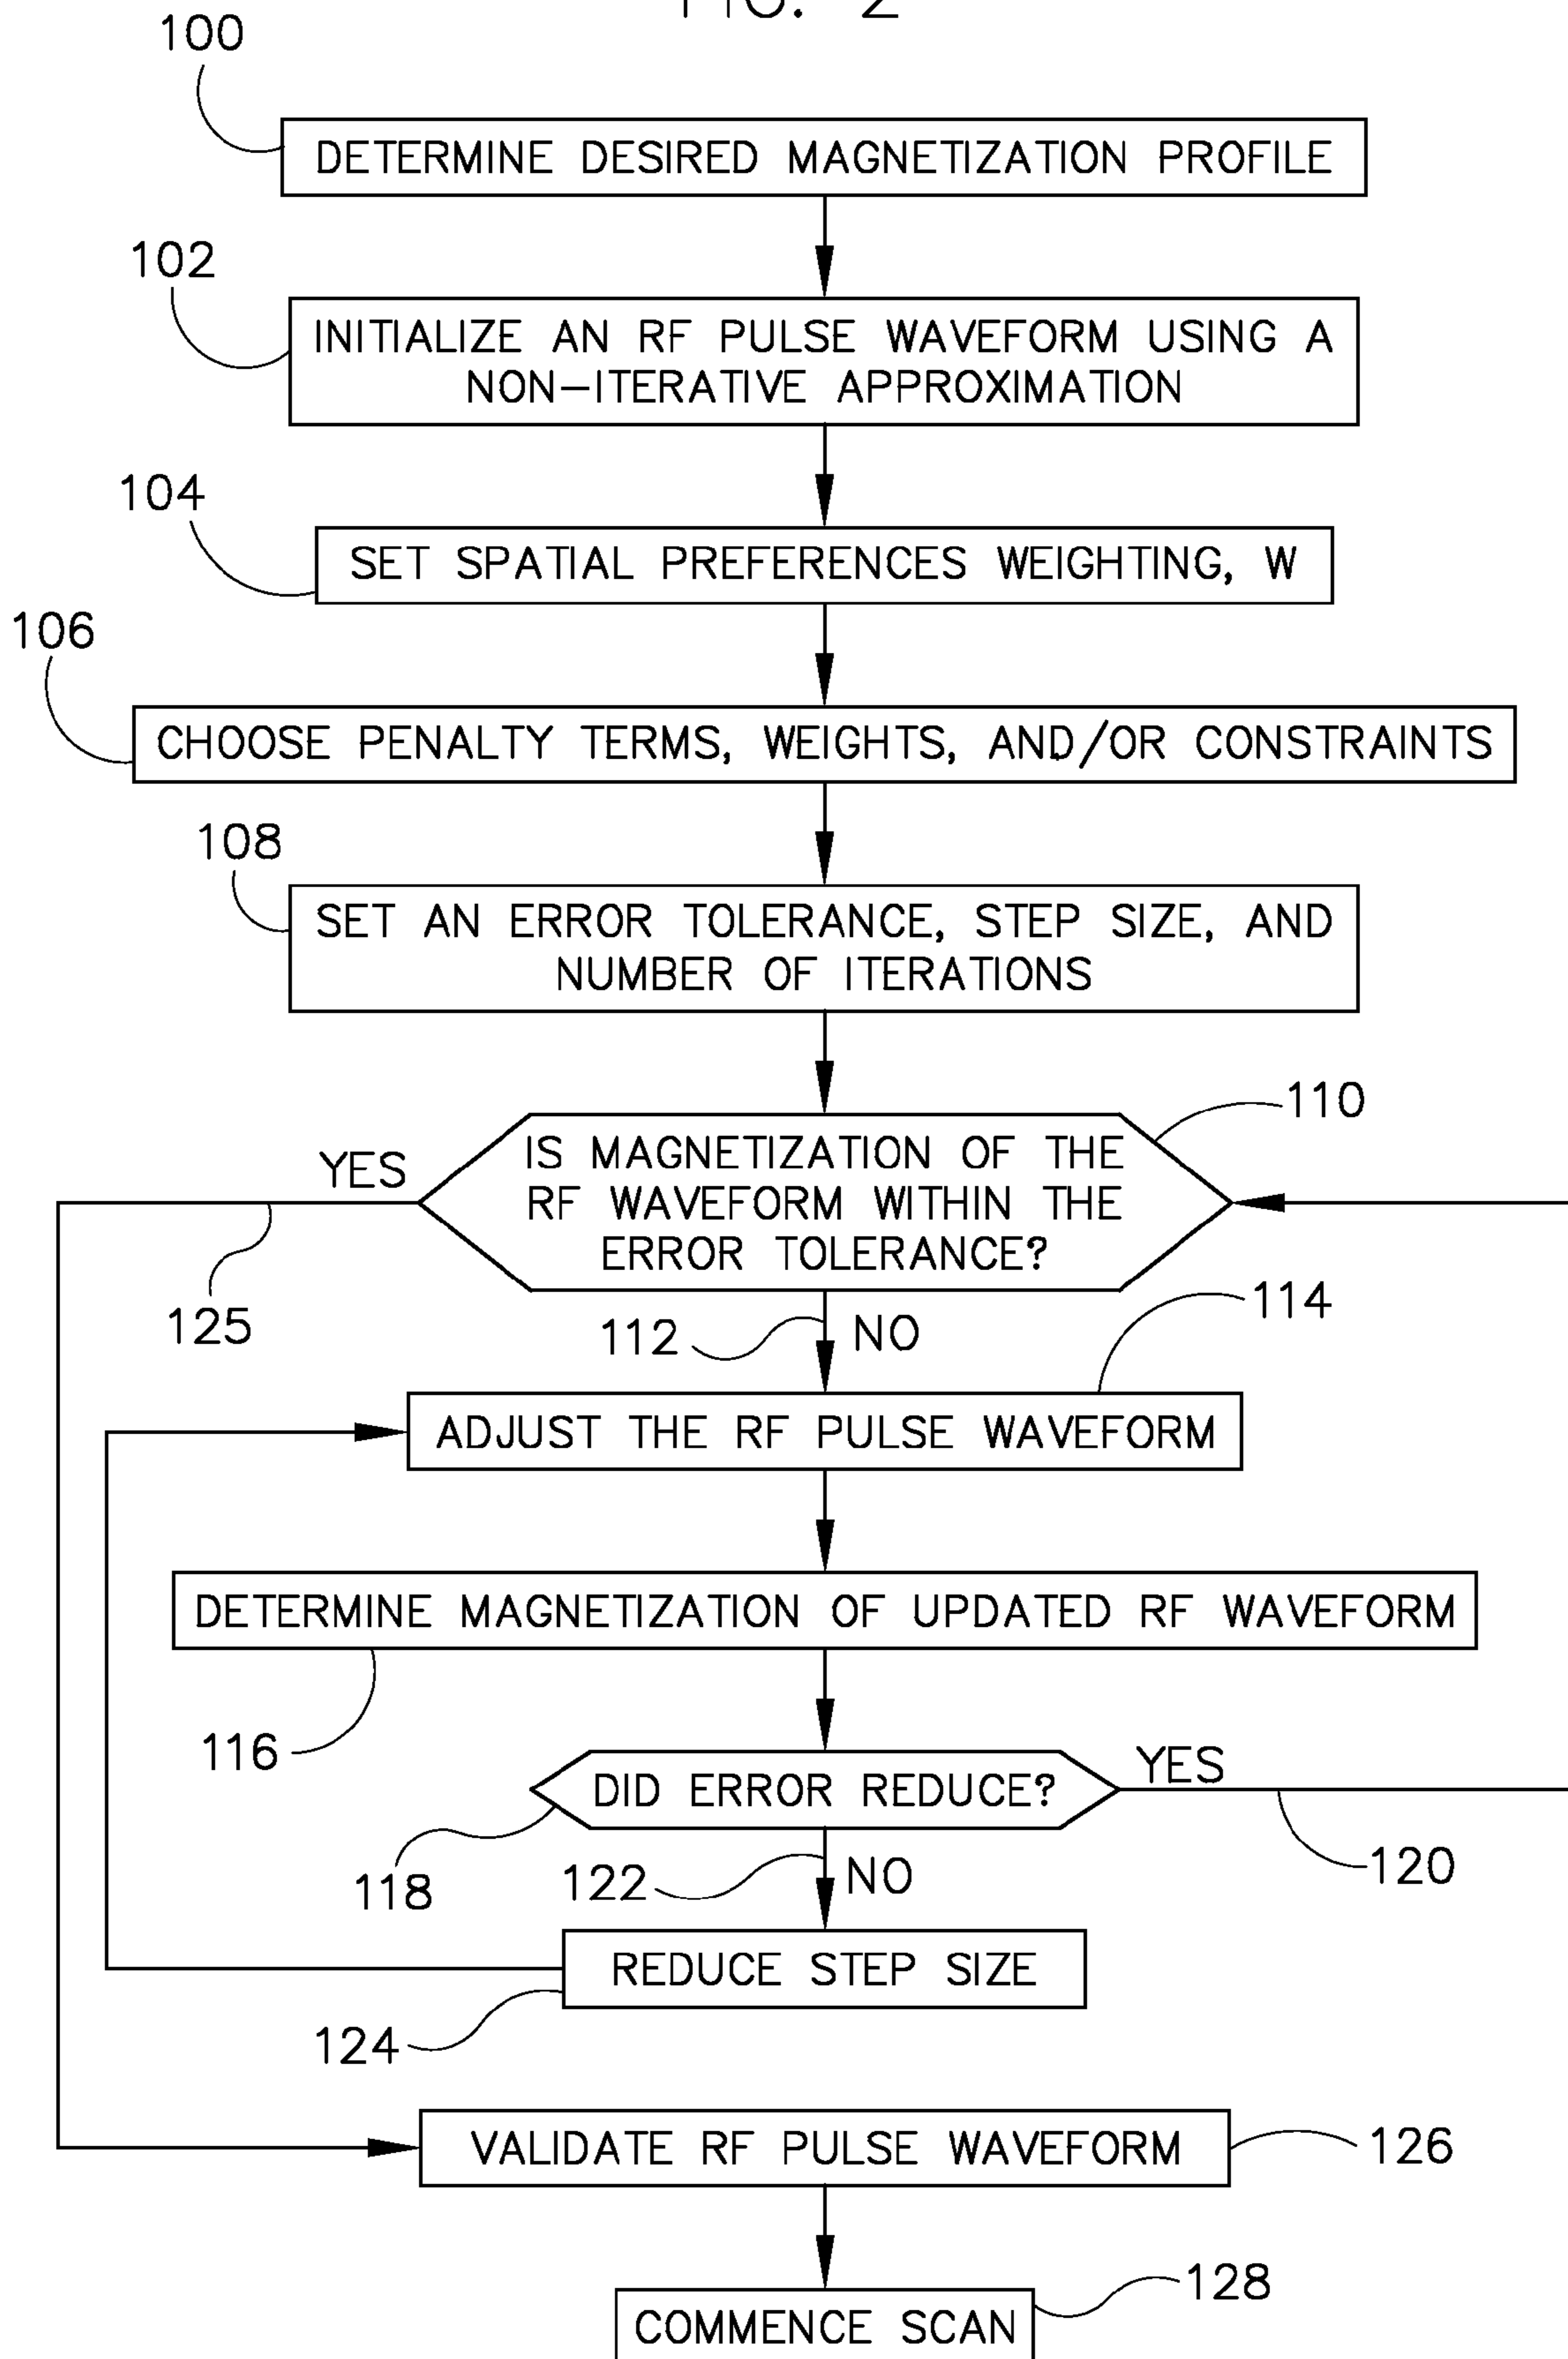 FIG. 2
100
DETERMINE DESIRED MAGNETIZATION PROFILE
102
INITIALIZE AN RF PULSE WAVEFORM USING A
NON-ITERATIVE APPROXIMATION
104
SET SPATIAL PREFERENCES WEIGHTING, W
106
CHOOSE PENALTY TERMS, WEIGHTS, AND/OR CONSTRAINTS
108
SET AN ERROR TOLERANCE, STEP SIZE, AND
NUMBER OF ITERATIONS
110
YES
IS MAGNETIZATION OF THE
RF WAVEFORM WITHIN THE
ERROR TOLERANCE?
125
112
NO
114
ADJUST THE RF PULSE WAVEFORM
DETERMINE MAGNETIZATION OF UPDATED RF WAVEFORM
116
DID ERROR REDUCE?
YES
118
122
NO
120
REDUCE STEP SIZE
124
VALIDATE RF PULSE WAVEFORM
126
128
COMMENCE SCAN